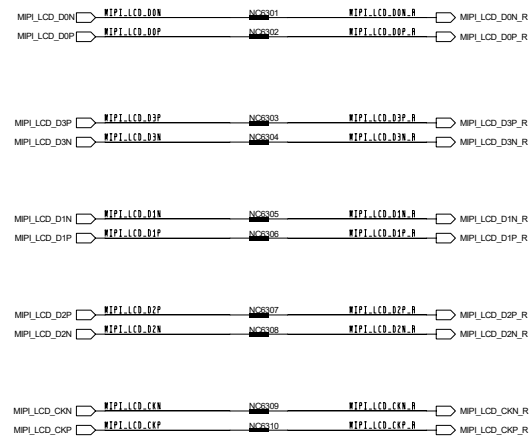 MIPI_LCD_D0N MIPI_LCD_D0N NC6301 MIPI_LCD_D0N_R MIPI_LCD_D0N_R
MIPI_LCD_D0P MIPI_LCD_D0P NC6302 MIPI_LCD_D0P_R MIPI_LCD_D0P_R
MIPI_LCD_D3P MIPI_LCD_D3P NC6303 MIPI_LCD_D3P_R MIPI_LCD_D3P_R
MIPI_LCD_D3N MIPI_LCD_D3N NC6304 MIPI_LCD_D3N_R MIPI_LCD_D3N_R
MIPI_LCD_D1N MIPI_LCD_D1N NC6305 MIPI_LCD_D1N_R MIPI_LCD_D1N_R
MIPI_LCD_D1P MIPI_LCD_D1P NC6306 MIPI_LCD_D1P_R MIPI_LCD_D1P_R
MIPI_LCD_D2P MIPI_LCD_D2P NC6307 MIPI_LCD_D2P_R MIPI_LCD_D2P_R
MIPI_LCD_D2N MIPI_LCD_D2N NC6308 MIPI_LCD_D2N_R MIPI_LCD_D2N_R
MIPI_LCD_CKN MIPI_LCD_CKN NC6309 MIPI_LCD_CKN_R MIPI_LCD_CKN_R
MIPI_LCD_CKP MIPI_LCD_CKP NC6310 MIPI_LCD_CKP_R MIPI_LCD_CKP_R